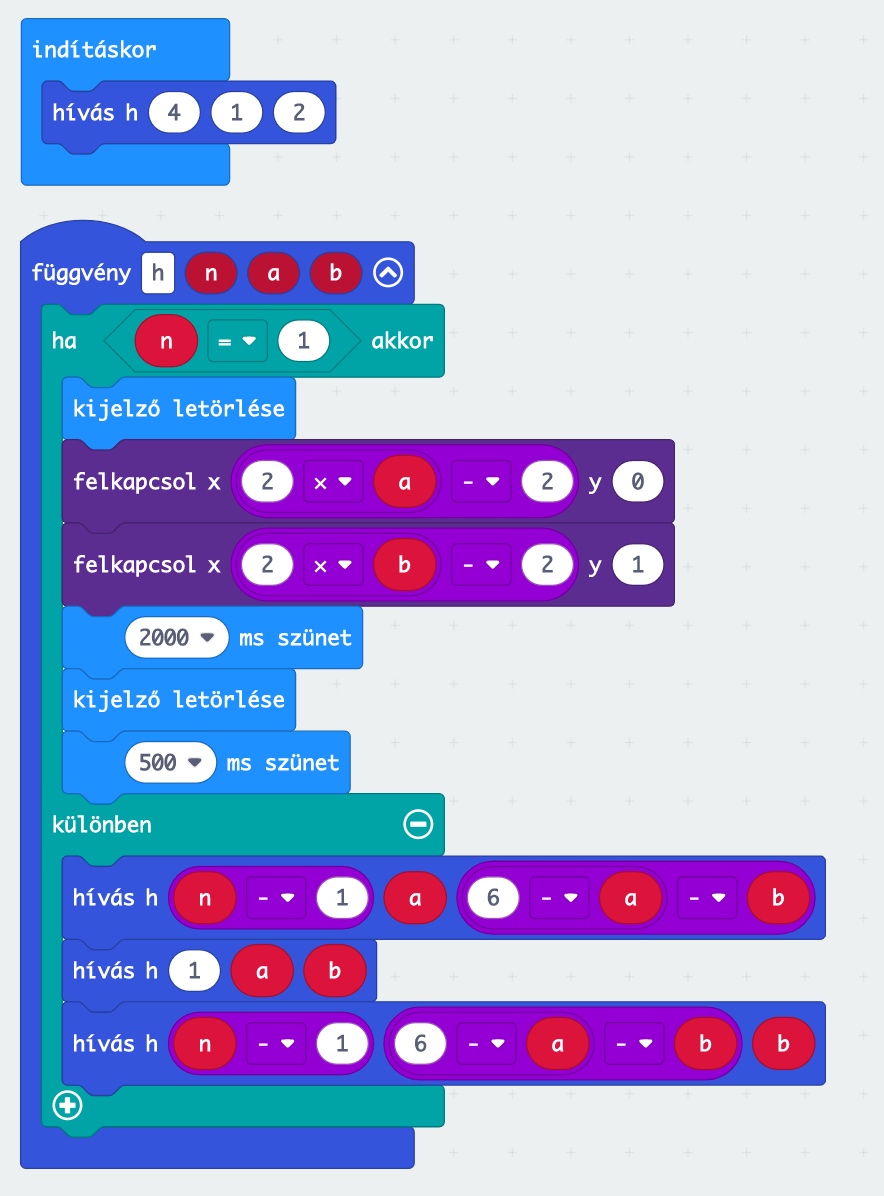 indításkor
hívás h 4 1 2
függvény h n a b
ha n = 1 akkor
kijelző letörlése
felkapcsol x 2 × a - 2 y 0
felkapcsol x 2 × b - 2 y 1
2000 ms szünet
kijelző letörlése
500 ms szünet
különben
hívás h n - 1 a 6 - a - b
hívás h 1 a b
hívás h n - 1 6 - a - b b